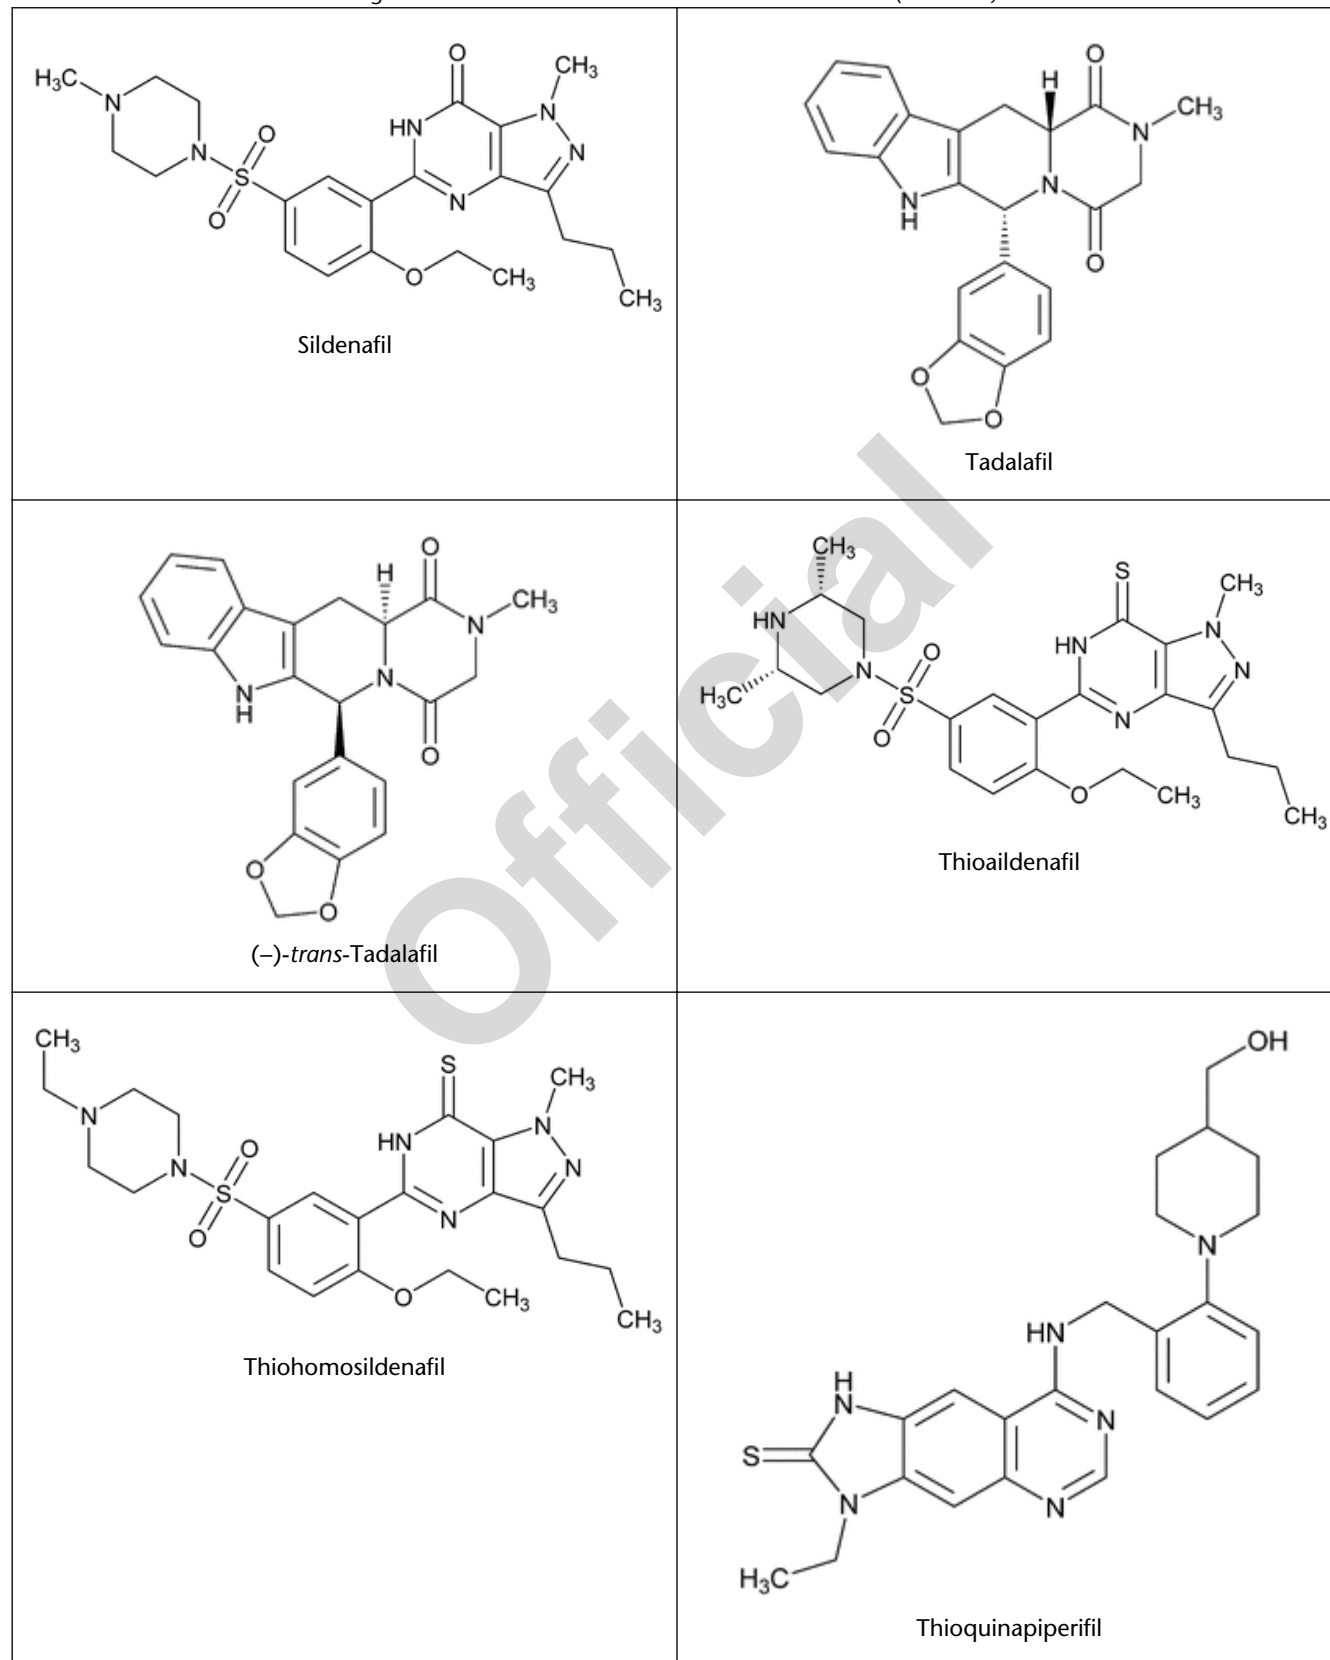 Sildenafil
Tadalafil
(–)-trans-Tadalafil
Thioaildenafil
Thiohomosildenafil
Thioquinapiperifil
Official
H₃C
N
N
S
O
O
HN
O
N
CH₃
N
N
O
CH₃
CH₃
H
O
N
CH₃
N
O
N
H
O
O
H
O
N
CH₃
N
O
N
H
O
O
CH₃
HN
H₃C
N
S
O
O
S
HN
N
CH₃
N
N
O
CH₃
CH₃
CH₃
N
N
S
O
O
S
HN
N
CH₃
N
N
O
CH₃
CH₃
OH
N
HN
H
N
S
N
N
N
H₃C